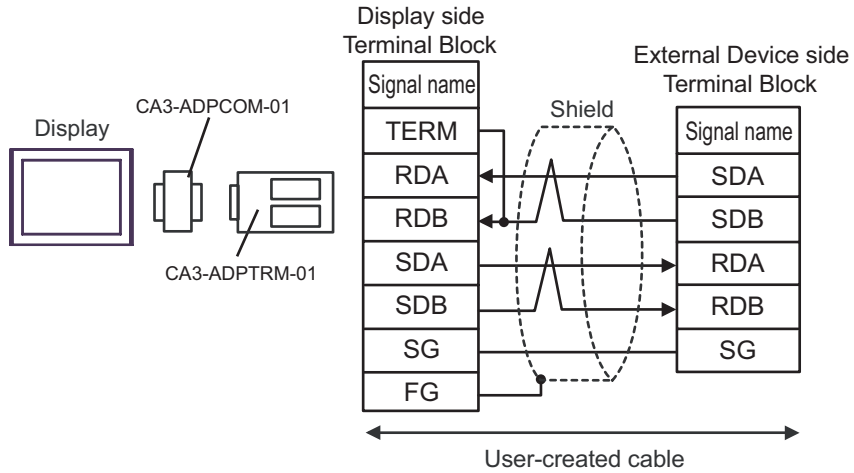 Display side
Terminal Block
External Device side
Terminal Block
CA3-ADPCOM-01
Display
CA3-ADPTRM-01
Signal name
TERM
RDA
RDB
SDA
SDB
SG
FG
Shield
Signal name
SDA
SDB
RDA
RDB
SG
User-created cable